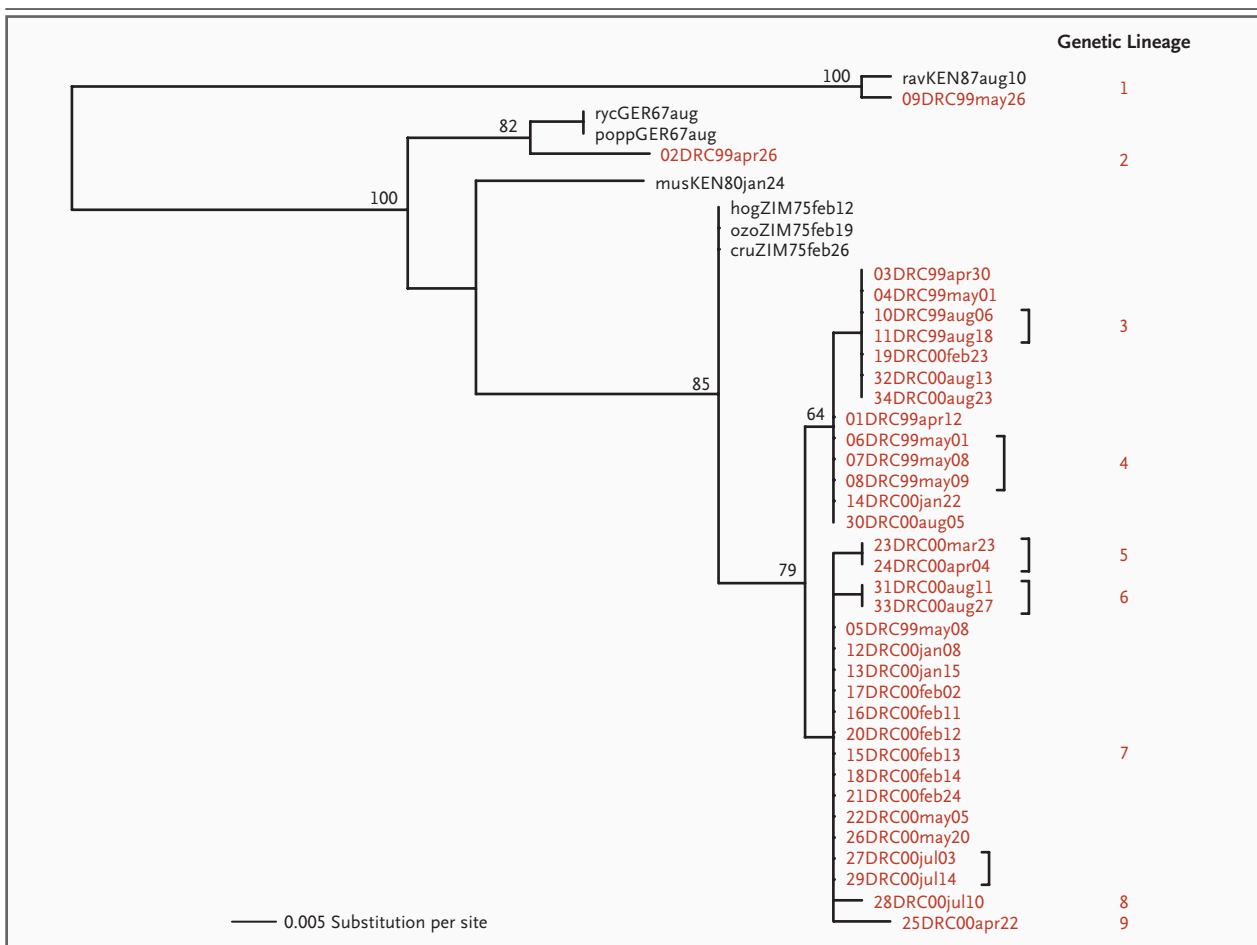 Genetic Lineage
100
ravKEN87aug10
1
09DRC99may26
rycGER67aug
82
poppGER67aug
02DRC99apr26
2
musKEN80jan24
100
hogZIM75feb12
ozoZIM75feb19
cruZIM75feb26
03DRC99apr30
04DRC99may01
10DRC99aug06
3
11DRC99aug18
19DRC00feb23
32DRC00aug13
85
34DRC00aug23
64
01DRC99apr12
06DRC99may01
07DRC99may08
4
08DRC99may09
14DRC00jan22
30DRC00aug05
23DRC00mar23
5
24DRC00apr04
79
31DRC00aug11
6
33DRC00aug27
05DRC99may08
12DRC00jan08
13DRC00jan15
17DRC00feb02
16DRC00feb11
20DRC00feb12
15DRC00feb13
7
18DRC00feb14
21DRC00feb24
22DRC00may05
26DRC00may20
27DRC00jul03
29DRC00jul14
28DRC00jul10
8
25DRC00apr22
9
0.005 Substitution per site